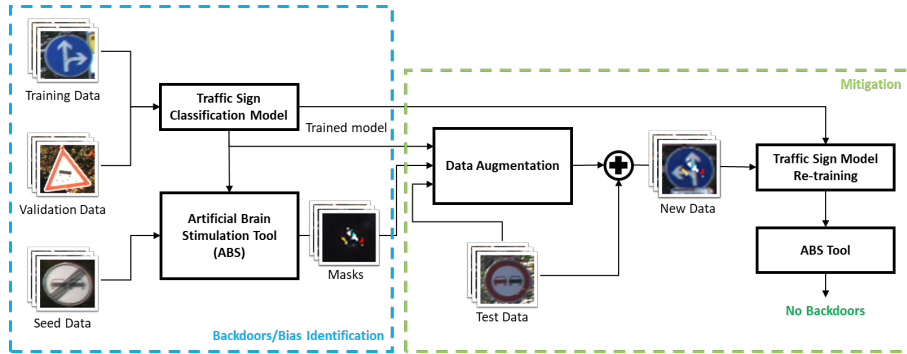 Training Data
Validation Data
Seed Data
Traffic Sign
Classification Model
Trained model
Artificial Brain
Stimulation Tool
(ABS)
Masks
Backdoors/Bias Identification
Mitigation
Data Augmentation
Test Data
New Data
Traffic Sign Model
Re-training
ABS Tool
No Backdoors